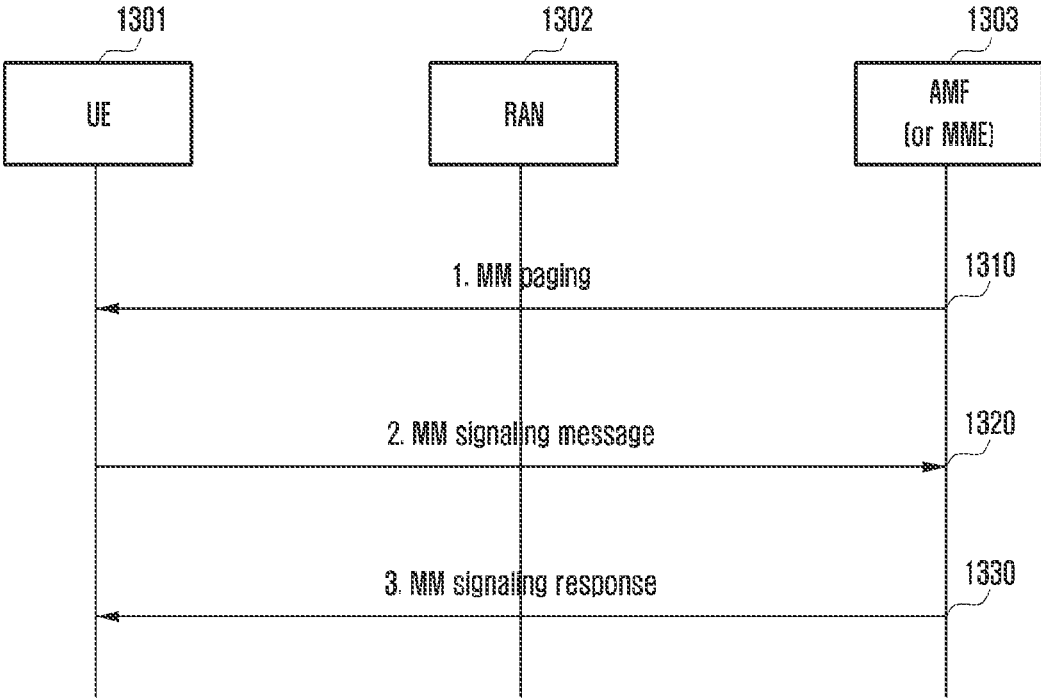 1301
1302
1303
UE
RAN
AMF
(or MME)
1. MM paging
1310
2. MM signaling message
1320
3. MM signaling response
1330